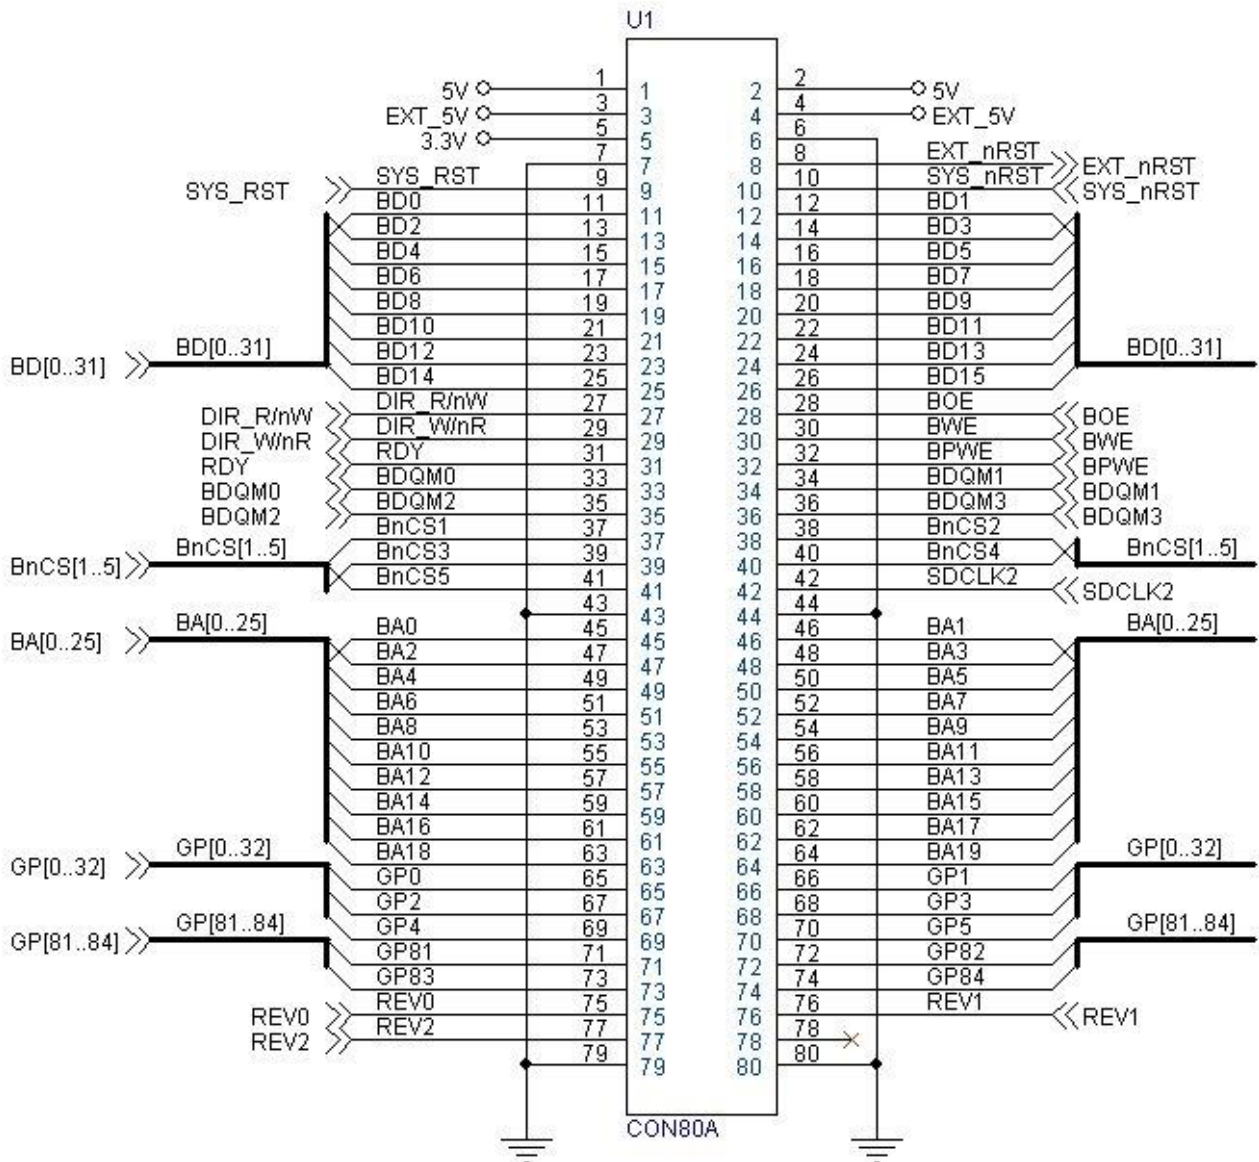 U1
1 1 2 2
5V 5V
3 3 4 4
EXT_5V EXT_5V
5 5 6 6
3.3V
7 7 8 8 EXT_nRST EXT_nRST
SYS_RST SYS_RST 9 9 10 10 SYS_nRST SYS_nRST
BD0 11 11 12 12 BD1
BD2 13 13 14 14 BD3
BD4 15 15 16 16 BD5
BD6 17 17 18 18 BD7
BD8 19 19 20 20 BD9
BD10 21 21 22 22 BD11
BD[0..31] BD[0..31] BD12 23 23 24 24 BD13 BD[0..31]
BD14 25 25 26 26 BD15
DIR_R/nW DIR_R/nW 27 27 28 28 BOE BOE
DIR_W/nR DIR_W/nR 29 29 30 30 BWE BWE
RDY RDY 31 31 32 32 BPWE BPWE
BDQM0 BDQM0 33 33 34 34 BDQM1 BDQM1
BDQM2 BDQM2 35 35 36 36 BDQM3 BDQM3
BnCS1 37 37 38 38 BnCS2
BnCS[1..5] BnCS[1..5] BnCS3 39 39 40 40 BnCS4 BnCS[1..5]
BnCS5 41 41 42 42 SDCLK2 SDCLK2
43 43 44 44
BA[0..25] BA[0..25] BA0 45 45 46 46 BA1 BA[0..25]
BA2 47 47 48 48 BA3
BA4 49 49 50 50 BA5
BA6 51 51 52 52 BA7
BA8 53 53 54 54 BA9
BA10 55 55 56 56 BA11
BA12 57 57 58 58 BA13
BA14 59 59 60 60 BA15
BA16 61 61 62 62 BA17
GP[0..32] GP[0..32] BA18 63 63 64 64 BA19 GP[0..32]
GP0 65 65 66 66 GP1
GP2 67 67 68 68 GP3
GP[81..84] GP[81..84] GP4 69 69 70 70 GP5 GP[81..84]
GP81 71 71 72 72 GP82
GP83 73 73 74 74 GP84
REV0 REV0 75 75 76 76 REV1 REV1
REV2 REV2 77 77 78 78
79 79 80 80
CON80A